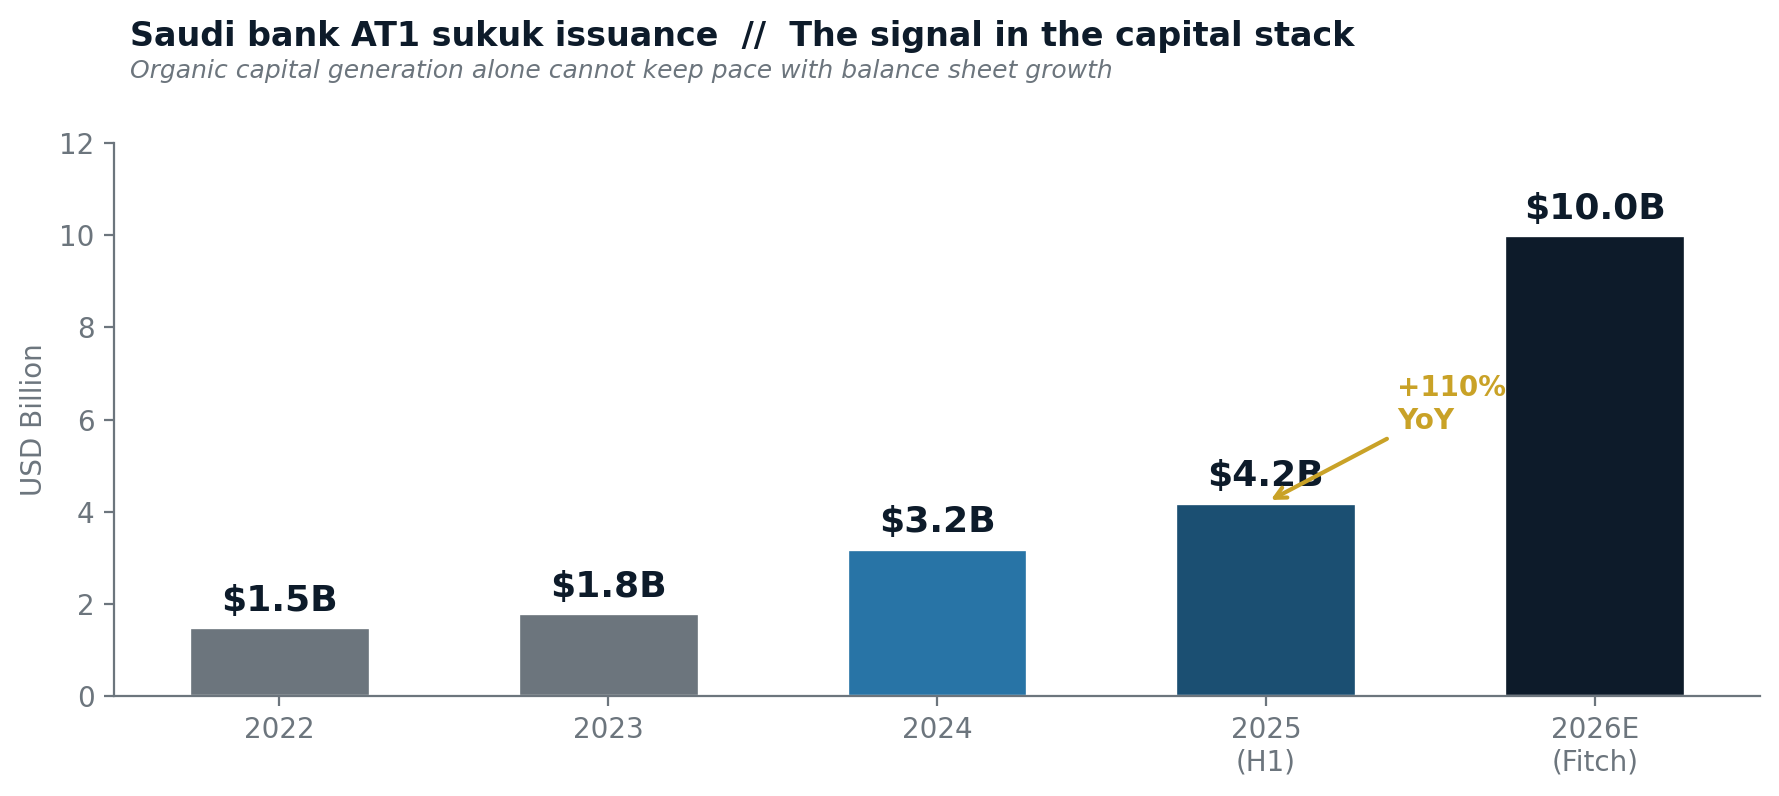 Saudi bank AT1 sukuk issuance // The signal in the capital stack
Organic capital generation alone cannot keep pace with balance sheet growth
USD Billion
12
10
8
6
4
2
0
$1.5B
$1.8B
$3.2B
$4.2B
+110%
YoY
$10.0B
2022
2023
2024
2025
(H1)
2026E
(Fitch)